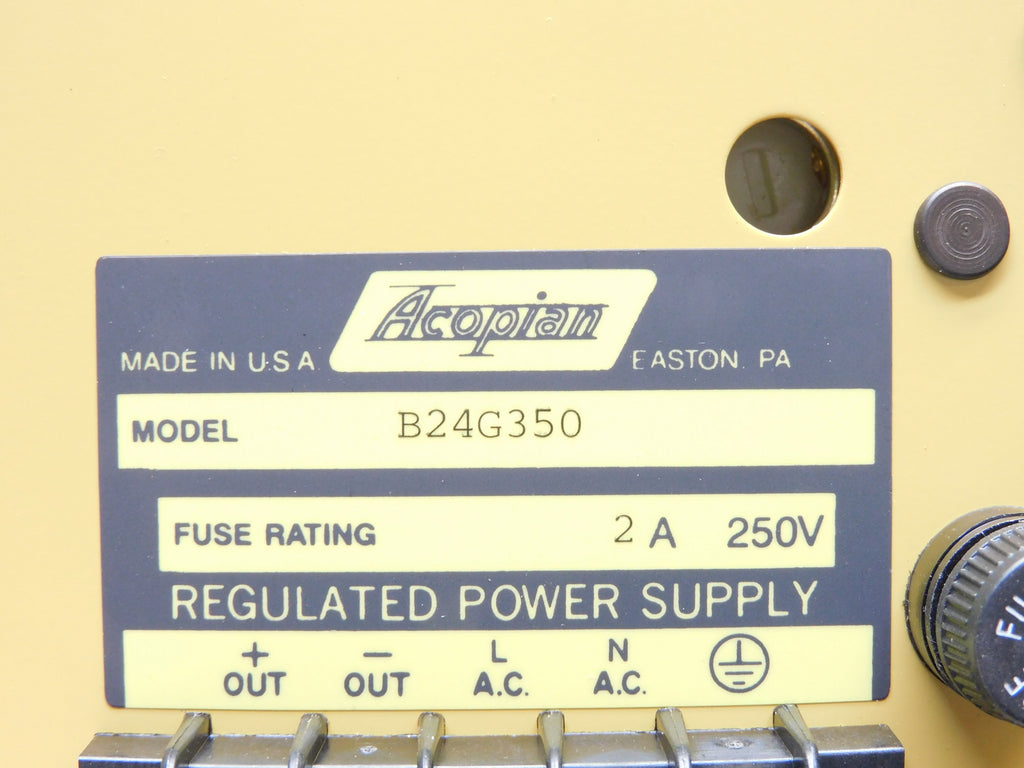 Acopian
MADE IN U.S.A. EASTON, PA
MODEL B24G350
FUSE RATING 2 A 250V
REGULATED POWER SUPPLY
+ − L N
OUT OUT A.C. A.C.